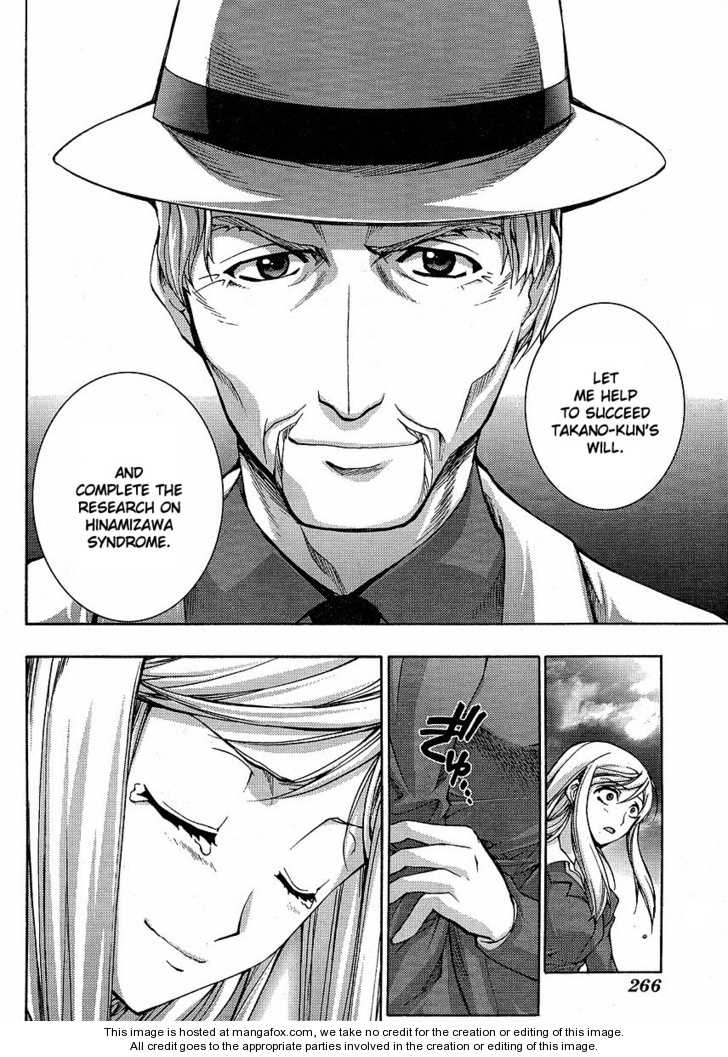 LET
ME HELP
TO SUCCEED
TAKANO-KUN'S
WILL.
AND
COMPLETE THE
RESEARCH ON
HINAMIZAWA
SYNDROME.
ギュ…
266
This image is hosted at mangafox.com, we take no credit for the creation or editing of this image.
All credit goes to the appropriate parties involved in the creation or editing of this image.